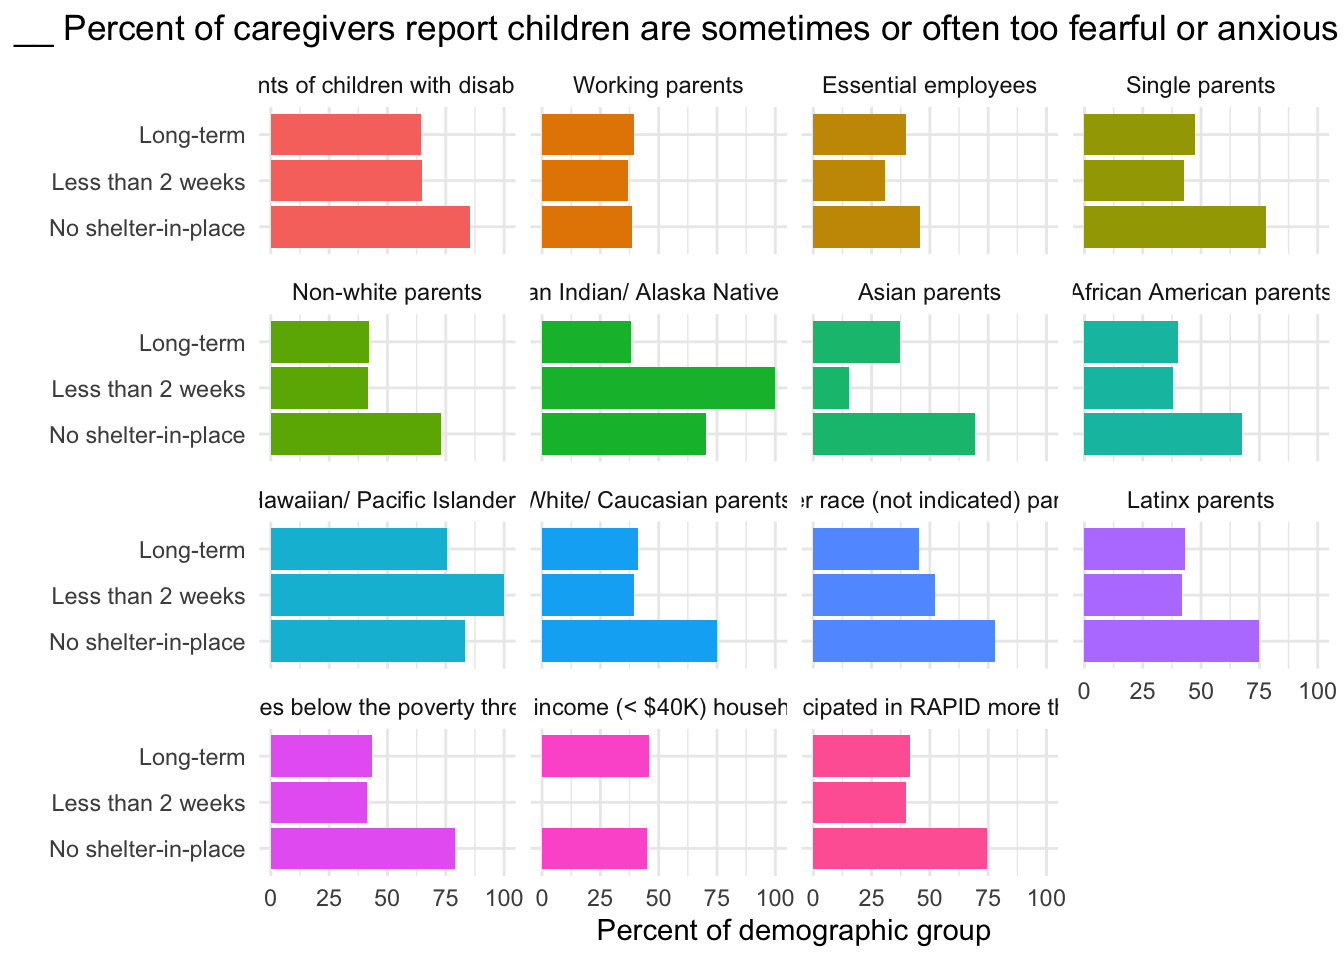 __ Percent of caregivers report children are sometimes or often too fearful or anxious
nts of children with disab
Working parents
Essential employees
Single parents
Long-term
Less than 2 weeks
No shelter-in-place
Non-white parents
an Indian/ Alaska Native
Asian parents
African American parents
Long-term
Less than 2 weeks
No shelter-in-place
Hawaiian/ Pacific Islander
White/ Caucasian parents
er race (not indicated) par
Latinx parents
Long-term
Less than 2 weeks
No shelter-in-place
0 25 50 75 100
es below the poverty thre
income (< $40K) househ
cipated in RAPID more th
Long-term
Less than 2 weeks
No shelter-in-place
0 25 50 75 100
0 25 50 75 100
0 25 50 75 100
Percent of demographic group